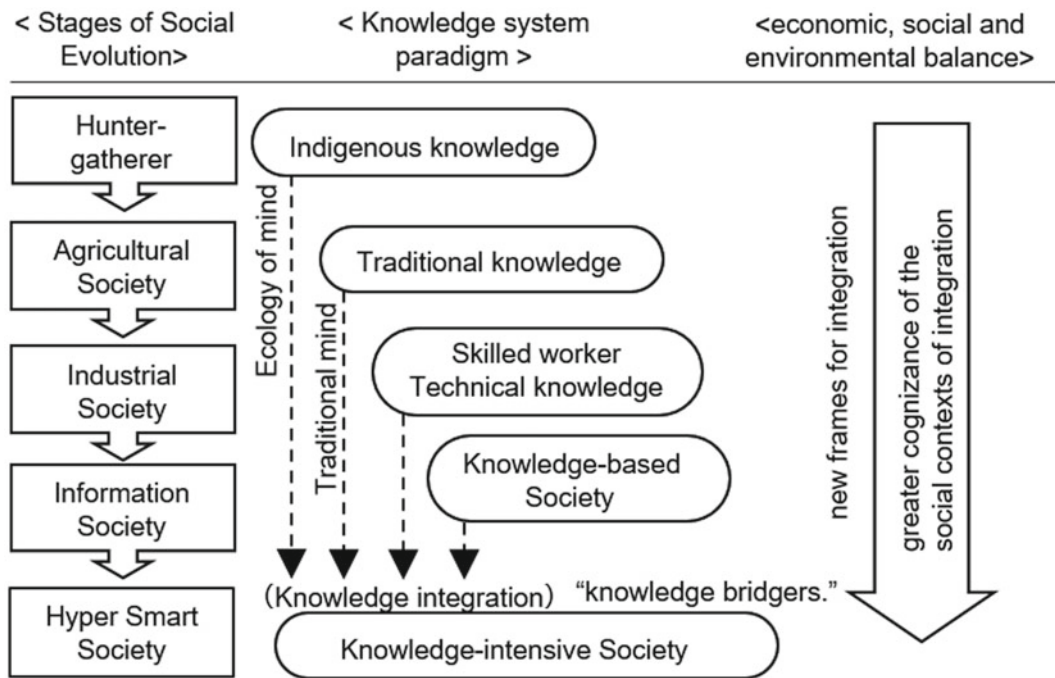 < Stages of Social
Evolution>
< Knowledge system
paradigm >
<economic, social and
environmental balance>
Hunter-
gatherer
Indigenous knowledge
Agricultural
Society
Traditional knowledge
Industrial
Society
Skilled worker
Technical knowledge
Information
Society
Knowledge-based
Society
Ecology of mind
Traditional mind
new frames for integration
greater cognizance of the
social contexts of integration
(Knowledge integration)
“knowledge bridgers.”
Hyper Smart
Society
Knowledge-intensive Society